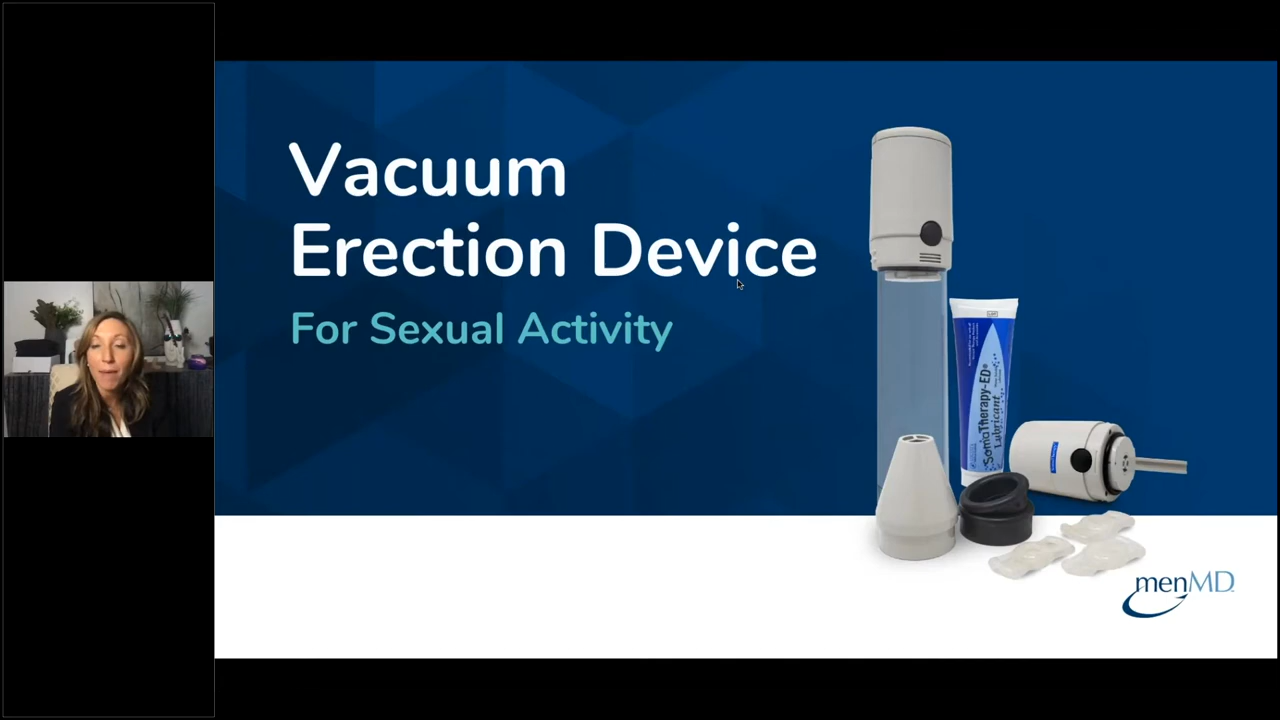 Vacuum
Erection Device
For Sexual Activity
SomaTherapy-ED®
Lubricant
menMD